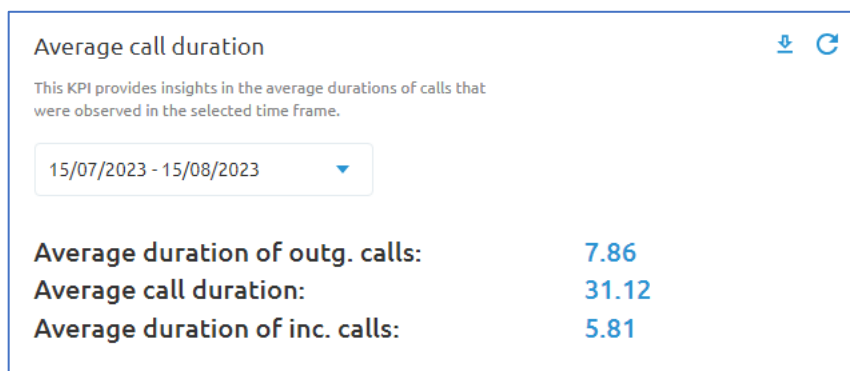 Average call duration
This KPI provides insights in the average durations of calls that
were observed in the selected time frame.
15/07/2023 - 15/08/2023
Average duration of outg. calls: 7.86
Average call duration: 31.12
Average duration of inc. calls: 5.81